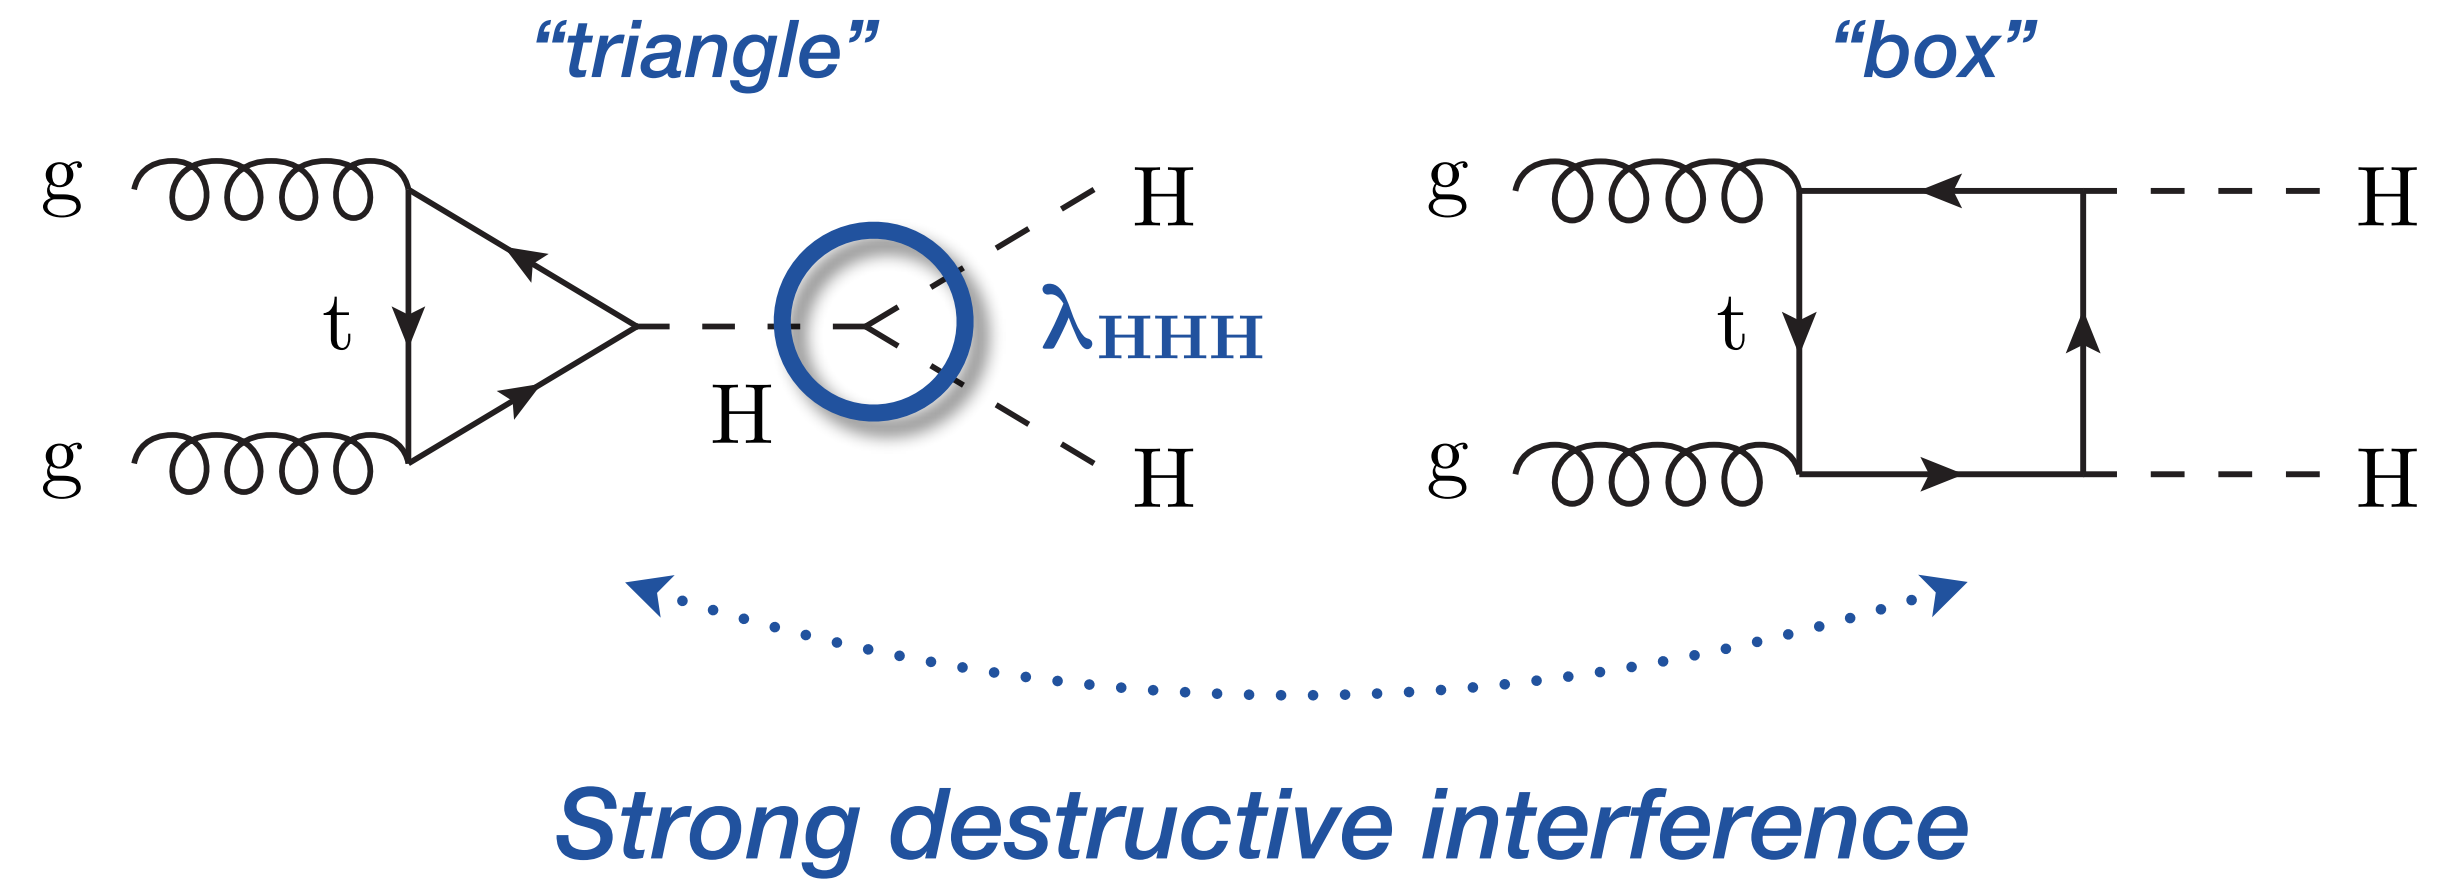 “triangle”
“box”
g
H
g
H
t
λHHH
t
H
g
H
g
H
Strong destructive interference